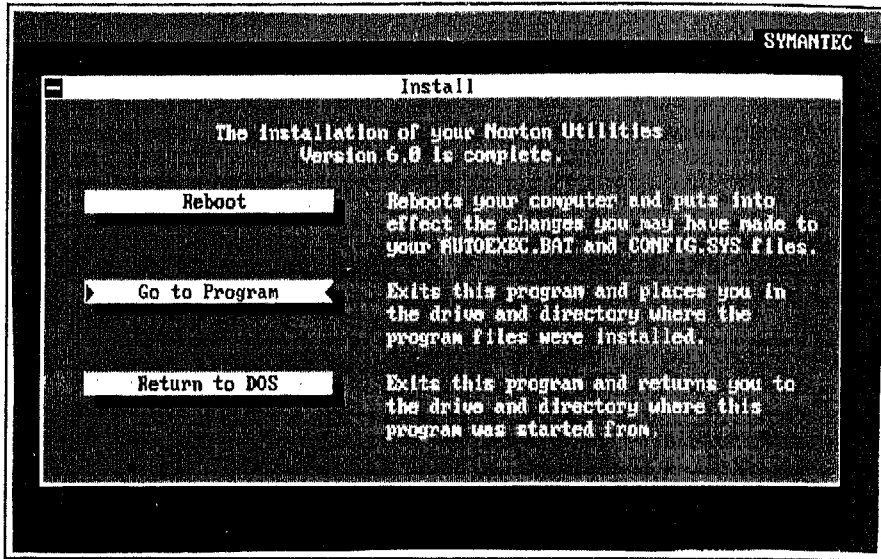 SYMANTEC
Install
The installation of your Norton Utilities
Version 6.0 is complete.
Reboot
Reboots your computer and puts into
effect the changes you may have made to
your AUTOEXEC.BAT and CONFIG.SYS files.
Go to Program
Exits this program and places you in
the drive and directory where the
program files were installed.
Return to DOS
Exits this program and returns you to
the drive and directory where this
program was started from.